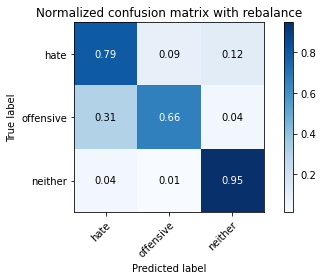 Normalized confusion matrix with rebalance
hate 0.79 0.09 0.12
offensive 0.31 0.66 0.04
neither 0.04 0.01 0.95
hate offensive neither
True label
Predicted label
0.8
0.6
0.4
0.2